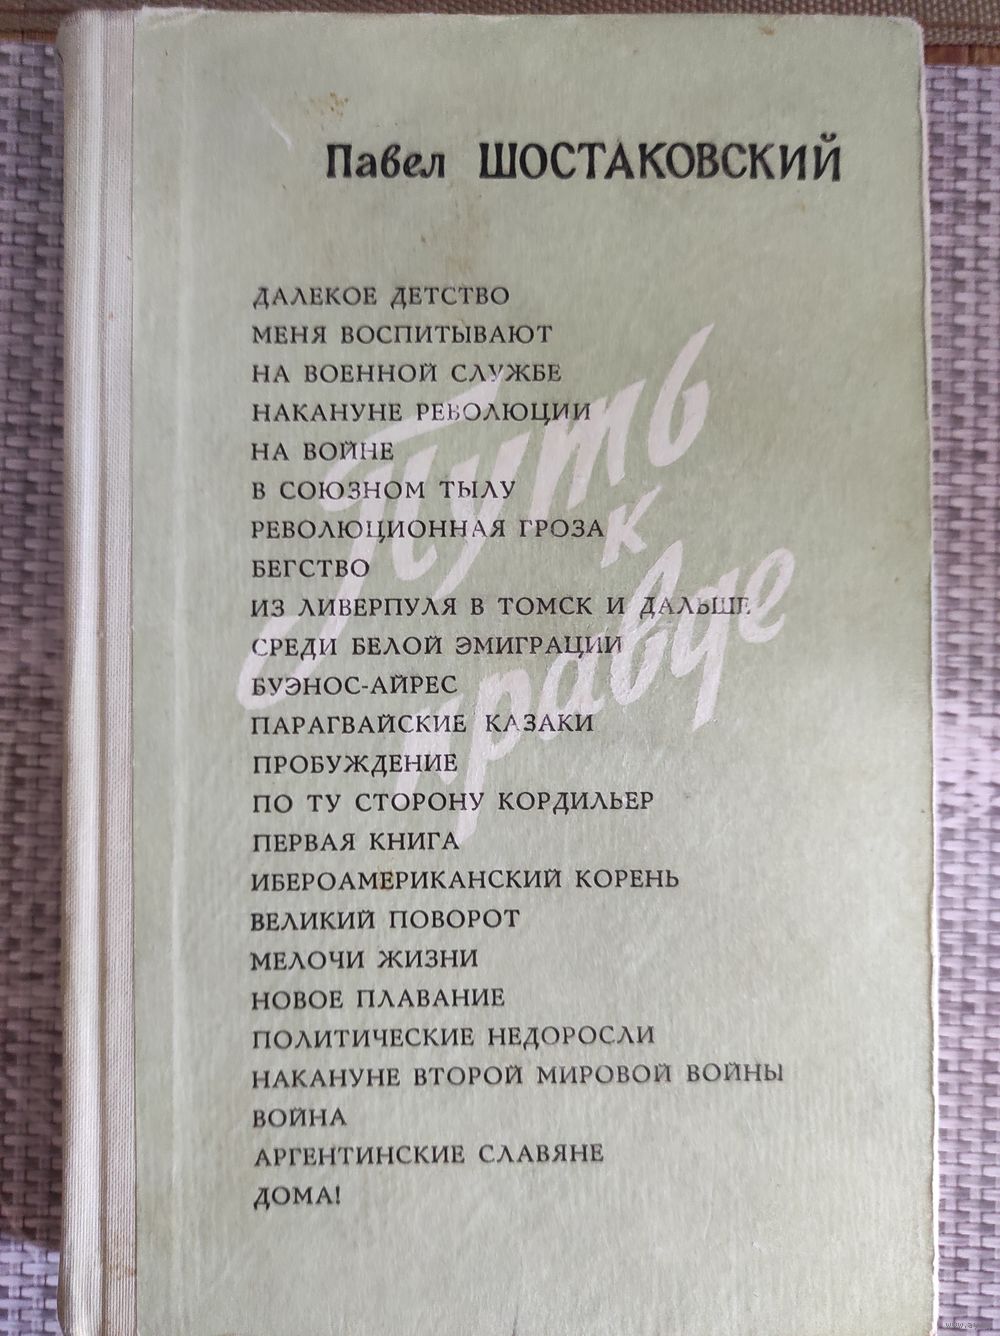 Павел ШОСТАКОВСКИЙ
Путь
к
правде
ДАЛЕКОЕ ДЕТСТВО
МЕНЯ ВОСПИТЫВАЮТ
НА ВОЕННОЙ СЛУЖБЕ
НАКАНУНЕ РЕВОЛЮЦИИ
НА ВОЙНЕ
В СОЮЗНОМ ТЫЛУ
РЕВОЛЮЦИОННАЯ ГРОЗА
БЕГСТВО
ИЗ ЛИВЕРПУЛЯ В ТОМСК И ДАЛЬШЕ
СРЕДИ БЕЛОЙ ЭМИГРАЦИИ
БУЭНОС-АЙРЕС
ПАРАГВАЙСКИЕ КАЗАКИ
ПРОБУЖДЕНИЕ
ПО ТУ СТОРОНУ КОРДИЛЬЕР
ПЕРВАЯ КНИГА
ИБЕРОАМЕРИКАНСКИЙ КОРЕНЬ
ВЕЛИКИЙ ПОВОРОТ
МЕЛОЧИ ЖИЗНИ
НОВОЕ ПЛАВАНИЕ
ПОЛИТИЧЕСКИЕ НЕДОРОСЛИ
НАКАНУНЕ ВТОРОЙ МИРОВОЙ ВОЙНЫ
ВОЙНА
АРГЕНТИНСКИЕ СЛАВЯНЕ
ДОМА!